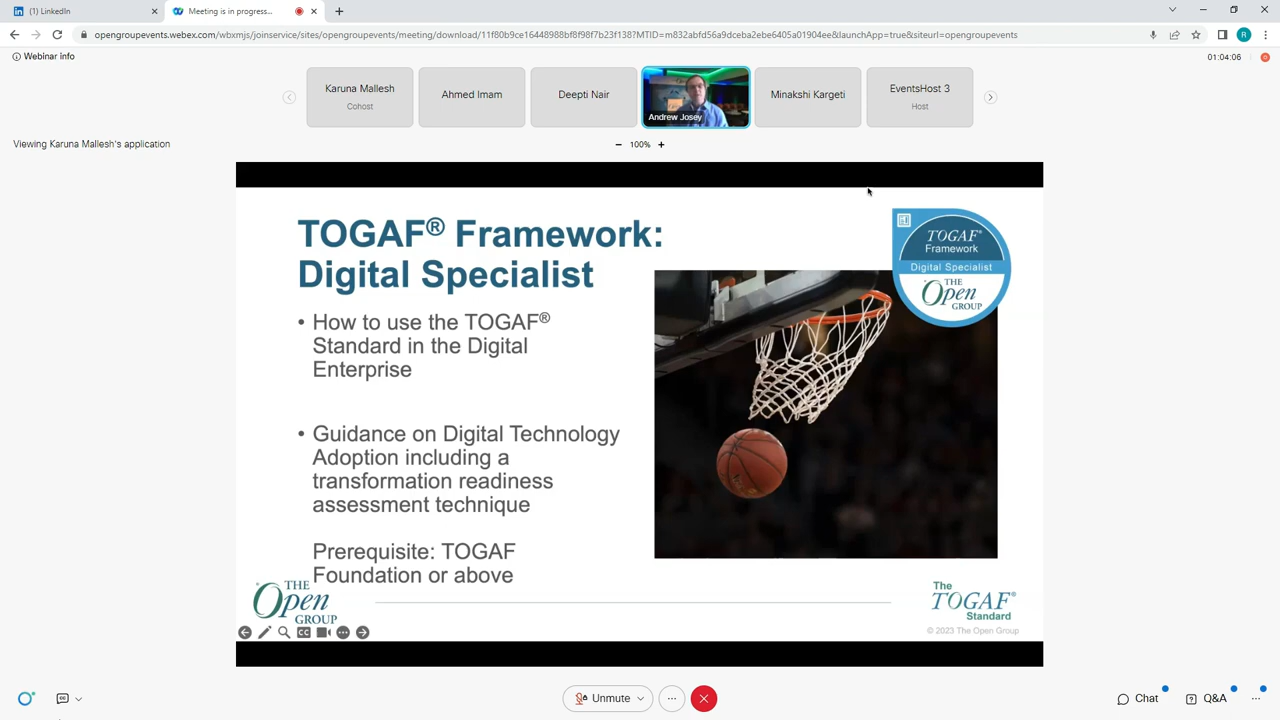 (1) LinkedIn
Meeting is in progress...
opengroupevents.webex.com/wbxmjs/joinservice/sites/opengroupevents/meeting/download/11f80b9ce16448988bf8f98f7b23f138?MTID=m832abfd56a9dceba2ebe6405a01904ee&launchApp=true&siteurl=opengroupevents
R
Webinar info
01:04:06
Karuna Mallesh
Cohost
Ahmed Imam
Deepti Nair
Andrew Josey
Minakshi Kargeti
EventsHost 3
Host
Viewing Karuna Mallesh's application
− 100% +
TOGAF® Framework:
Digital Specialist
TOGAF®
Framework
Digital Specialist
THE
Open
GROUP
• How to use the TOGAF®
Standard in the Digital
Enterprise
• Guidance on Digital Technology
Adoption including a
transformation readiness
assessment technique
Prerequisite: TOGAF
Foundation or above
THE
Open
GROUP
The
TOGAF®
Standard
© 2023 The Open Group
CC
Unmute
Chat
Q&A